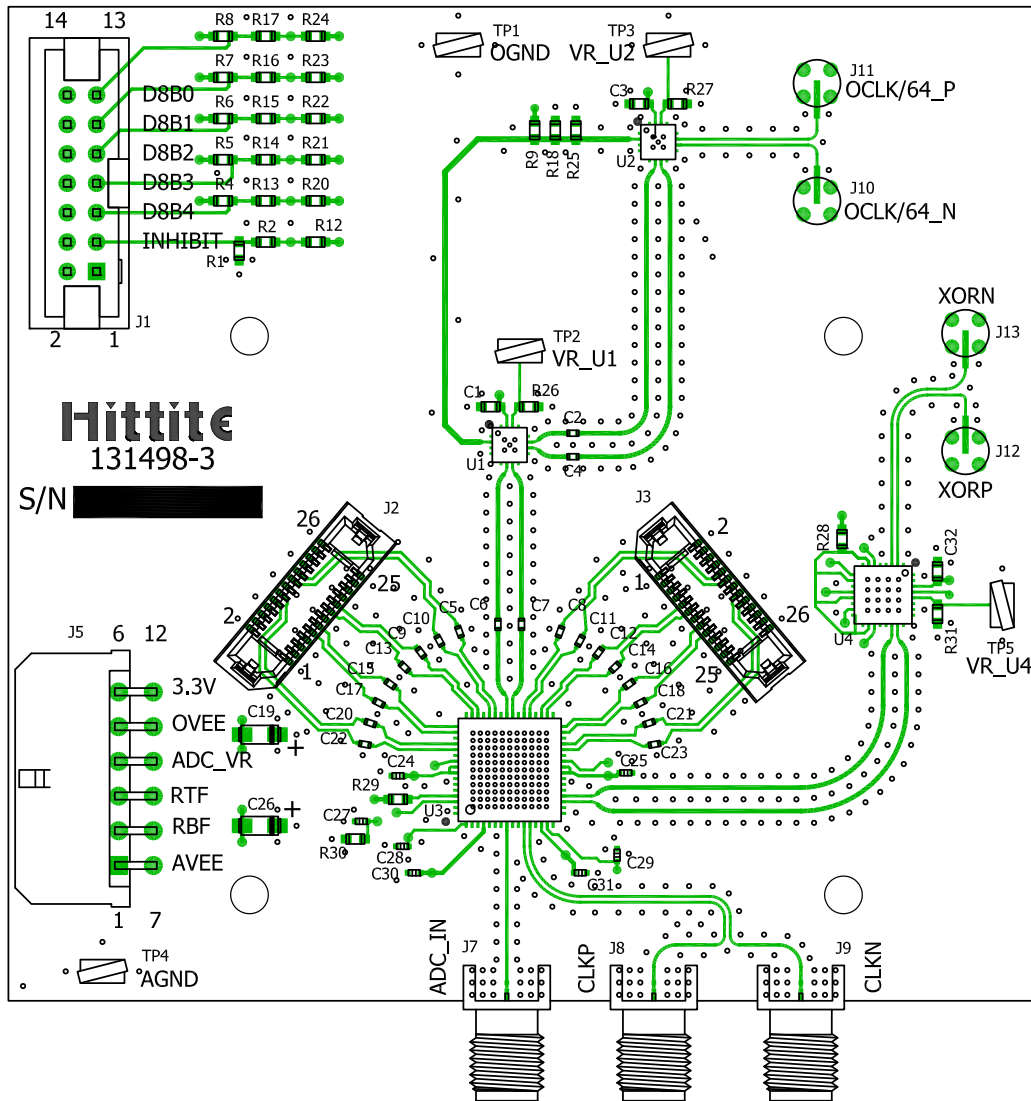 14 13
R8 R17 R24
R7 R16 R23
D8B0
R6 R15 R22
D8B1
R5 R14 R21
D8B2
D8B3
R4 R13 R20
D8B4
INHIBIT
R2 R12
R1
J1
2 1
TP1
OGND
TP3
VR_U2
C3 R27
R9 R18 R25
U2
J11
OCLK/64_P
J10
OCLK/64_N
XORN
J13
J12
XORP
TP2
VR_U1
C1 R26
C2
C4
U1
Hittite
131498-3
S/N
J2
26
25
2
1
J3
2
1
26
25
R28
C32
R31
U4
TP5
VR_U4
C5 C6 C7 C8
C10 C11
C9 C12
C13 C14
C15 C16
C17 C18
C20 C21
C22 C23
C24 C25
R29
C27
U3
R30
C28
C30
C29
C31
J5
6 12
3.3V
OVEE
ADC_VR
RTF
RBF
AVEE
1 7
C19
+
C26
+
TP4
AGND
ADC_IN
J7
CLKP
J8
J9
CLKN